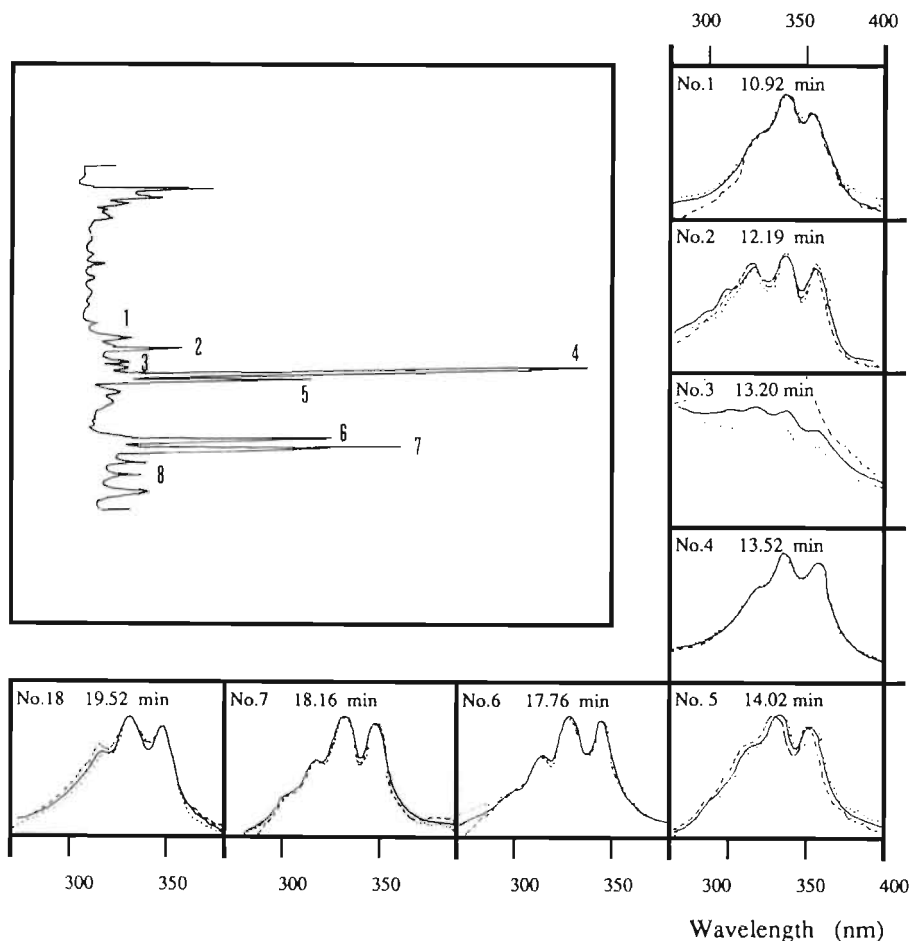 300 350 400
No.1 10.92 min
No.2 12.19 min
No.3 13.20 min
No.4 13.52 min
1
2
3
4
5
6
7
8
No.18 19.52 min
No.7 18.16 min
No.6 17.76 min
No.5 14.02 min
300 350
300 350
300 350
300 350 400
Wavelength (nm)